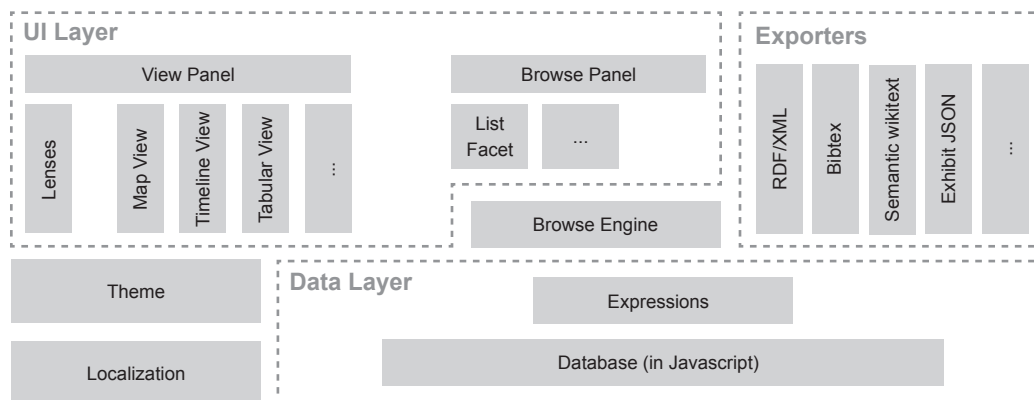 UI Layer
View Panel
Browse Panel
Lenses
Map View
Timeline View
Tabular View
...
List
Facet
...
Browse Engine
Exporters
RDF/XML
Bibtex
Semantic wikitext
Exhibit JSON
...
Theme
Localization
Data Layer
Expressions
Database (in Javascript)